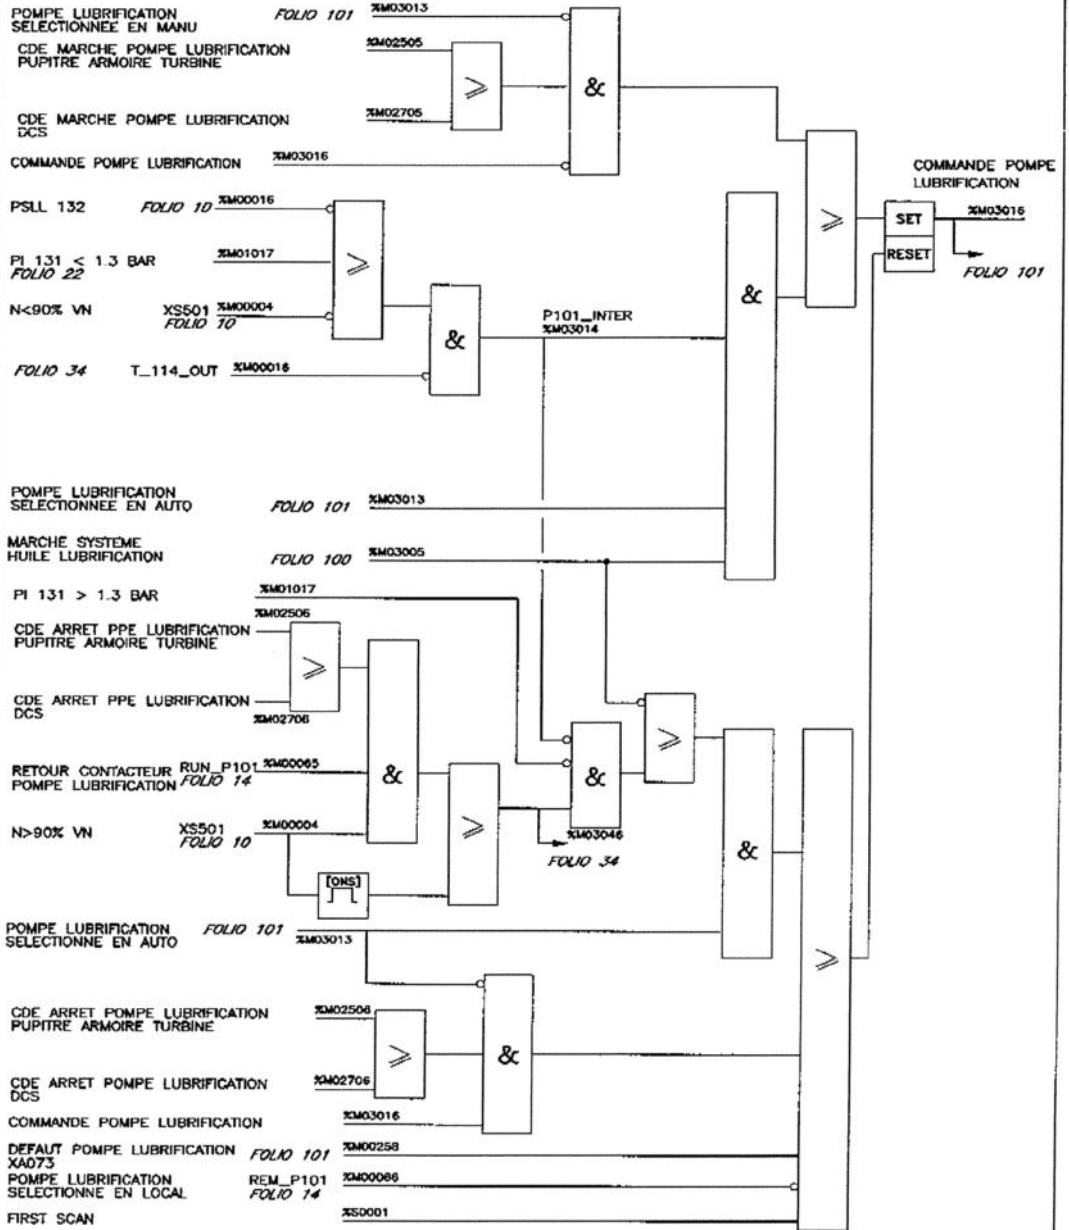 POMPE LUBRIFICATION FOLIO 101 %M03013
SELECTIONNEE EN MANU
CDE MARCHE POMPE LUBRIFICATION %M02505
PUPITRE ARMOIRE TURBINE
≥
&
CDE MARCHE POMPE LUBRIFICATION %M02705
DCS
COMMANDE POMPE LUBRIFICATION %M03016
COMMANDE POMPE
LUBRIFICATION
PSLL 132 FOLIO 10 %M00016
≥
SET %M03016
RESET
FOLIO 101
PI 131 < 1.3 BAR %M01017
FOLIO 22
≥
&
N<90% VN XS501 %M00004
FOLIO 10
&
P101_INTER
%M03014
FOLIO 34 T_114_OUT %M00016
POMPE LUBRIFICATION
SELECTIONNEE EN AUTO FOLIO 101 %M03013
MARCHE SYSTEME
HUILE LUBRIFICATION FOLIO 100 %M03005
PI 131 > 1.3 BAR %M01017
%M02506
CDE ARRET PPE LUBRIFICATION
PUPITRE ARMOIRE TURBINE
≥
CDE ARRET PPE LUBRIFICATION
DCS
%M02706
≥
RETOUR CONTACTEUR RUN_P101 %M00065
POMPE LUBRIFICATION FOLIO 14
&
&
N>90% VN XS501 %M00004
FOLIO 10
≥
%M03046
FOLIO 34
&
[ONS]
POMPE LUBRIFICATION FOLIO 101
SELECTIONNE EN AUTO %M03013
≥
CDE ARRET POMPE LUBRIFICATION %M02506
PUPITRE ARMOIRE TURBINE
≥
&
CDE ARRET POMPE LUBRIFICATION %M02706
DCS
COMMANDE POMPE LUBRIFICATION %M03016
DEFAUT POMPE LUBRIFICATION FOLIO 101 %M00258
XA073
POMPE LUBRIFICATION REM_P101 %M00066
SELECTIONNE EN LOCAL FOLIO 14
FIRST SCAN %S0001